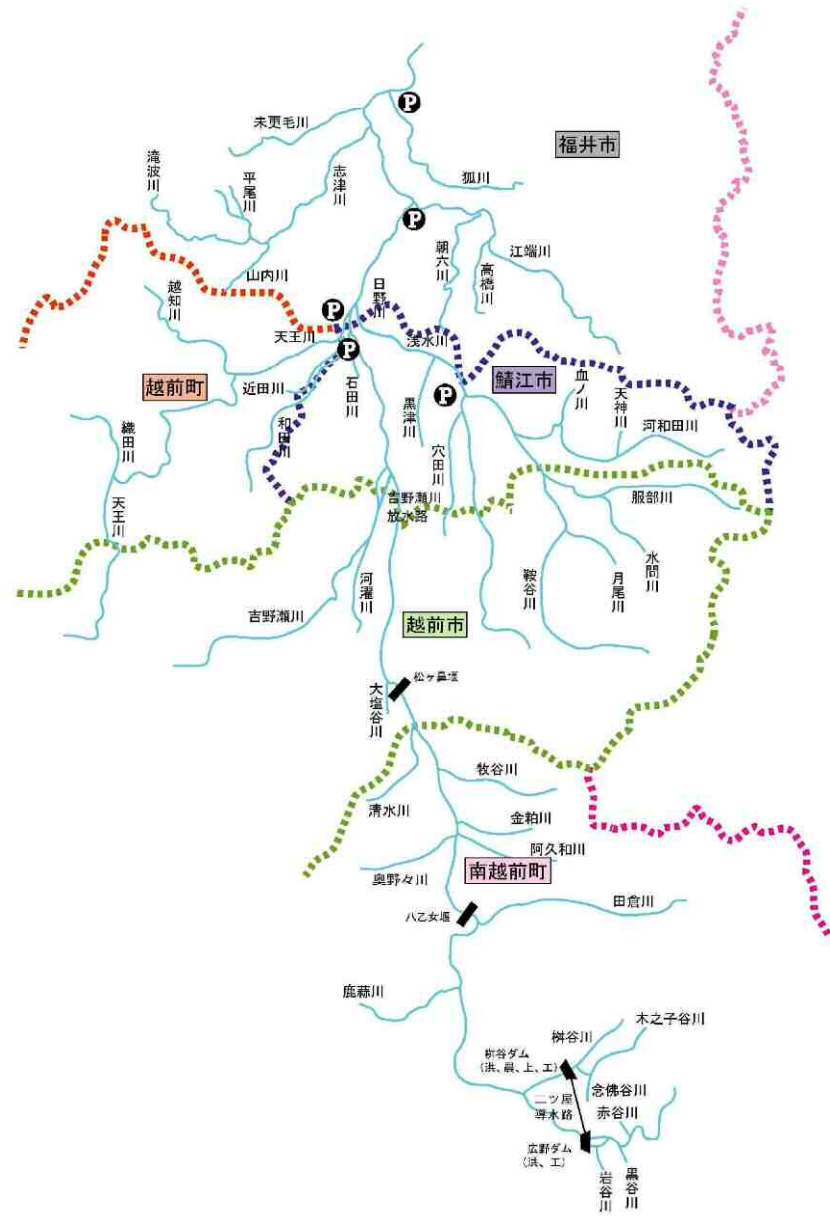 P
未更毛川
福井市
滝波川
平尾川
志津川
狐川
P
朝六川
高橋川
江端川
山内川
越知川
日野川
P
天王川
浅水川
P
越前町
近田川
石田川
黒津川
P
鯖江市
血ノ川
天神川
河和田川
織田川
和田川
穴田川
天王川
吉野瀬川
放水路
服部川
水間川
月尾川
鞍谷川
河濯川
吉野瀬川
越前市
松ヶ鼻堰
大塩谷川
牧谷川
清水川
金粕川
阿久和川
奥野々川
南越前町
田倉川
八乙女堰
鹿蒜川
木之子谷川
桝谷川
桝谷ダム
(洪、農、上、工)
念佛谷川
二ツ屋
導水路
赤谷川
広野ダム
(洪、工)
岩谷川
黒谷川